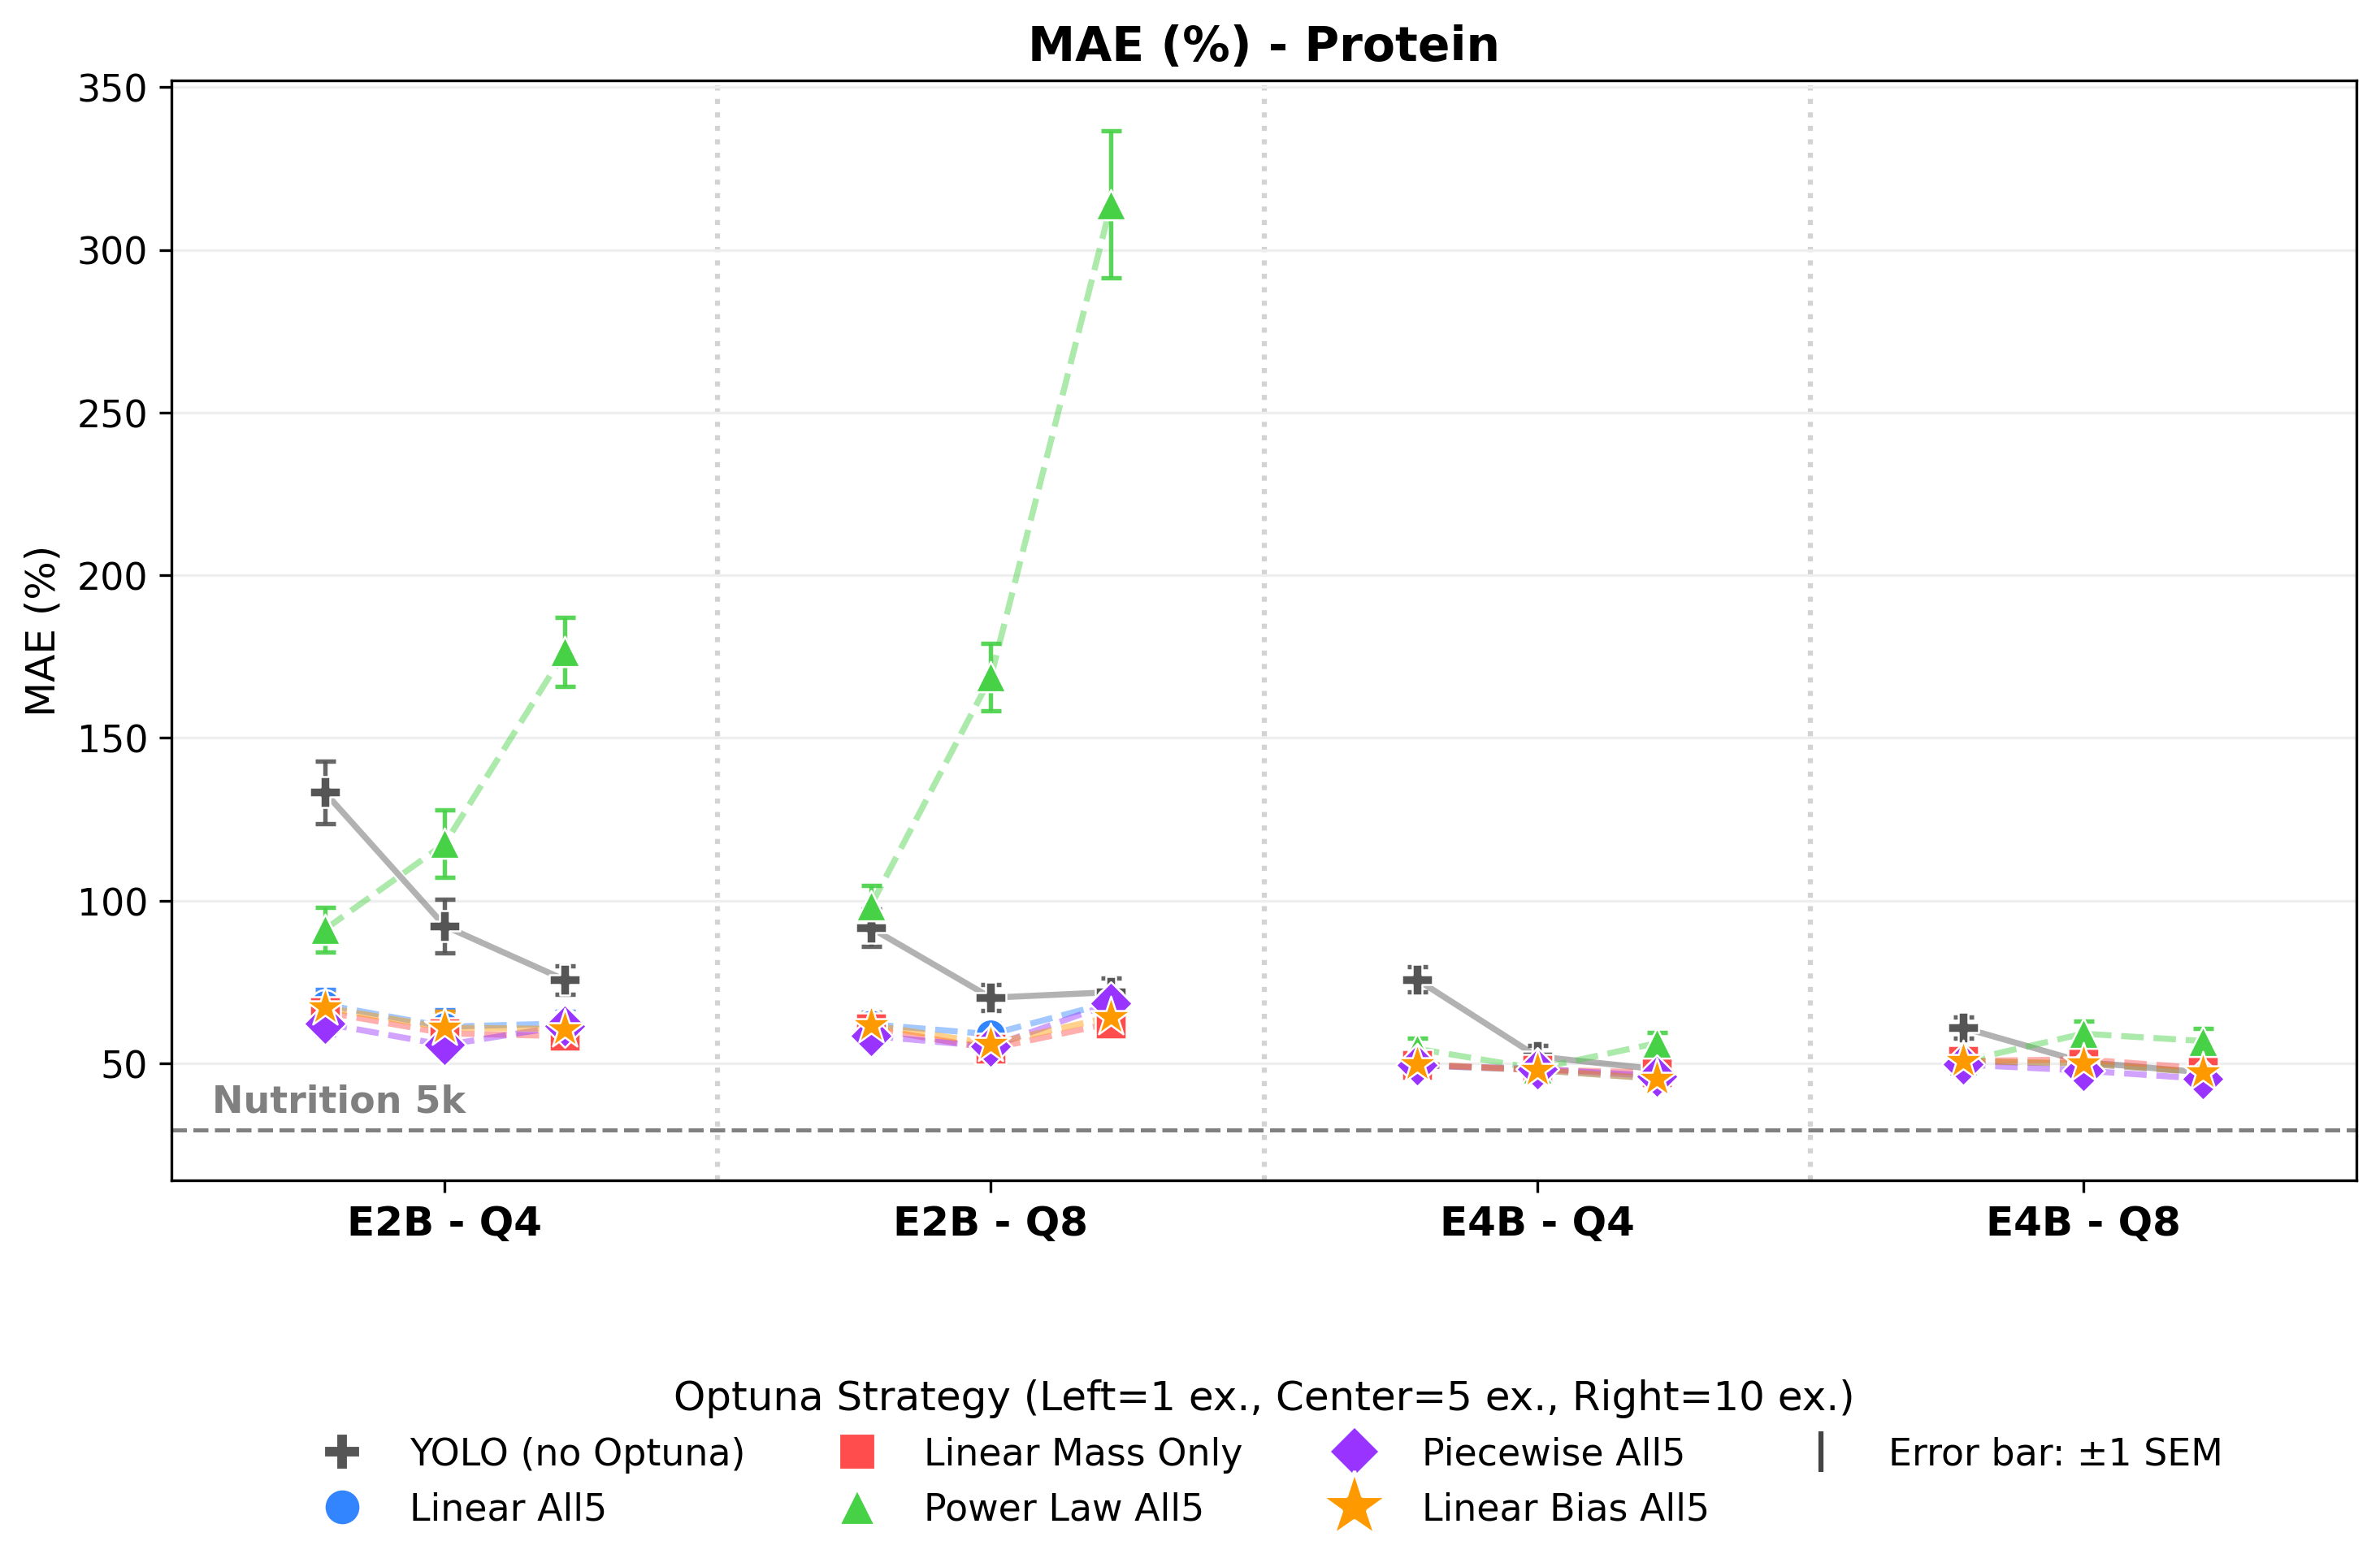 MAE (%) - Protein
350
300
250
200
150
100
50
MAE (%)
Nutrition 5k
E2B - Q4
E2B - Q8
E4B - Q4
E4B - Q8
Optuna Strategy (Left=1 ex., Center=5 ex., Right=10 ex.)
YOLO (no Optuna)
Linear Mass Only
Piecewise All5
Error bar: ±1 SEM
Linear All5
Power Law All5
Linear Bias All5